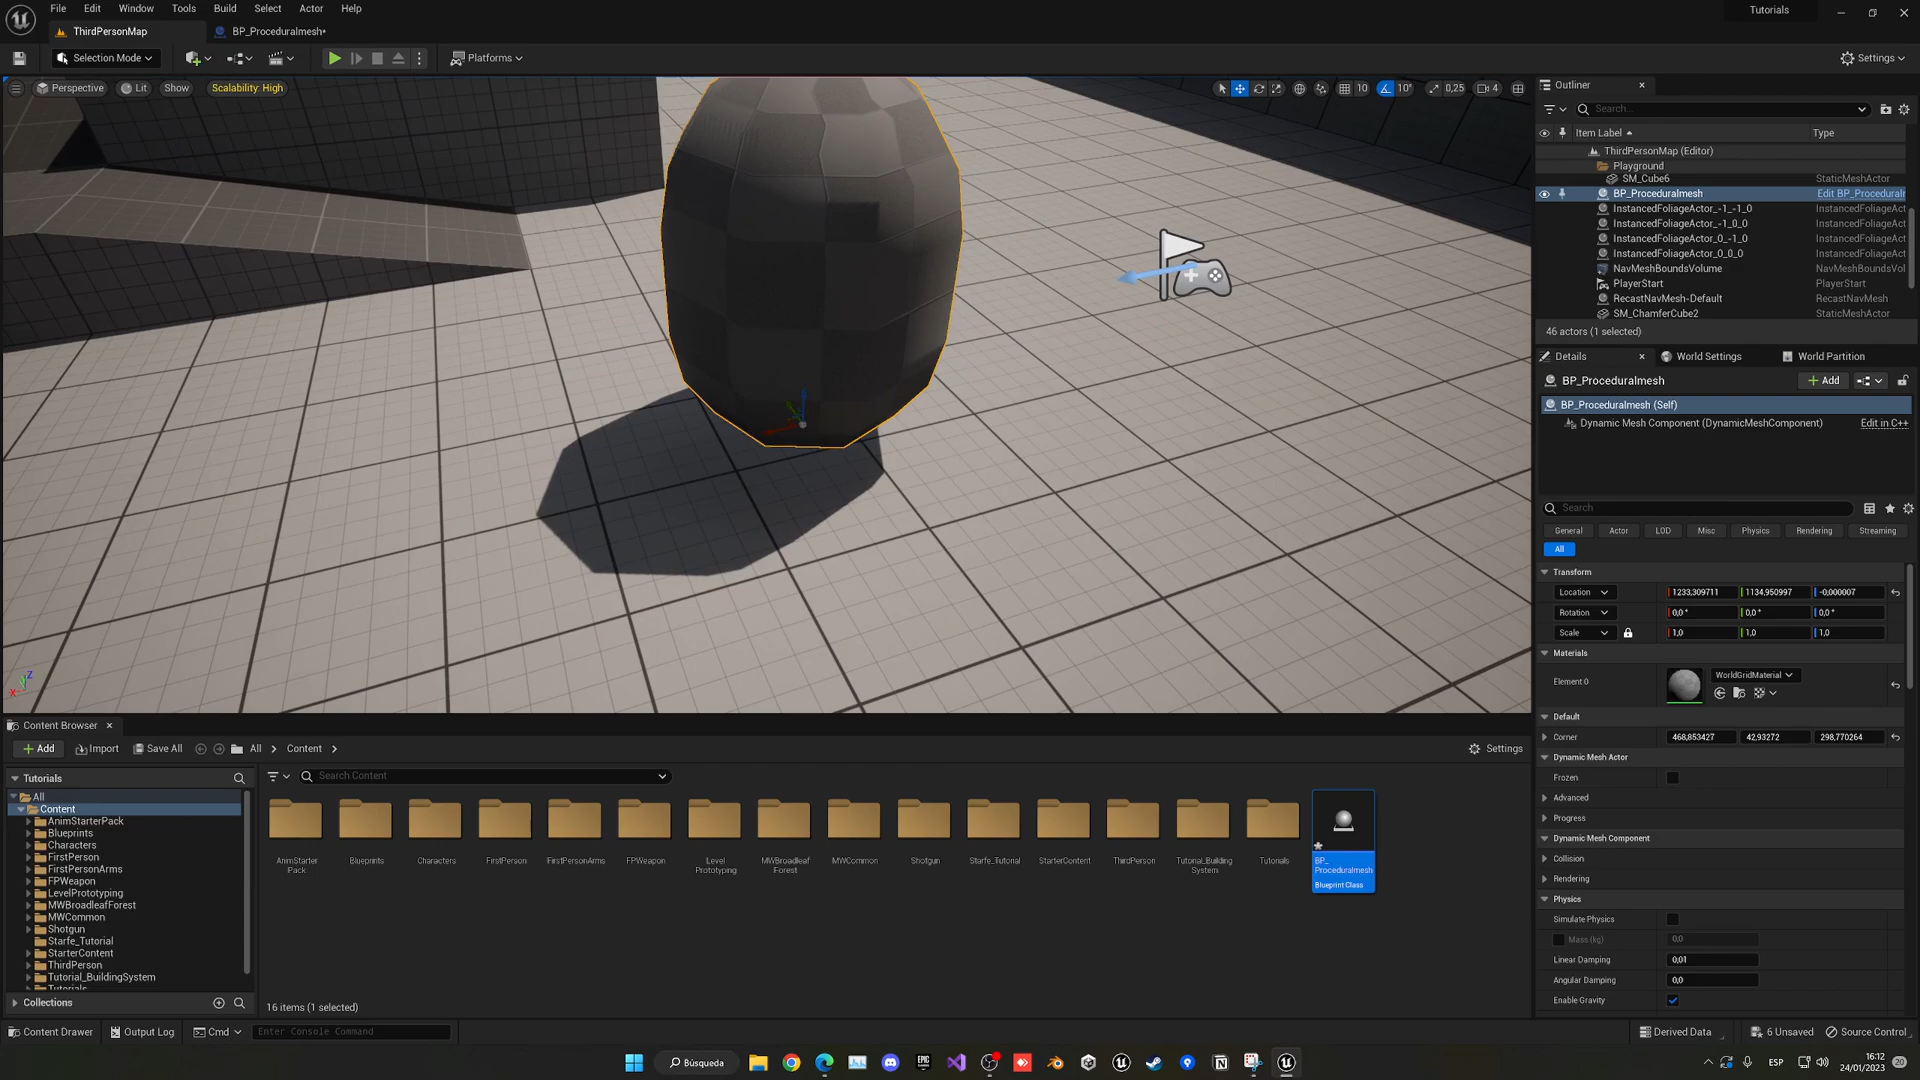 File Edit Window Tools Build Select Actor Help
Tutorials
ThirdPersonMap
BP_Proceduralmesh*
Selection Mode
Platforms
Settings
Perspective Lit Show Scalability: High
10 10° 0,25 4
Z
X
Outliner
Search...
Item Label Type
ThirdPersonMap (Editor)
Playground
SM_Cube6 StaticMeshActor
BP_Proceduralmesh Edit BP_Proceduralr
InstancedFoliageActor_-1_-1_0 InstancedFoliageAct
InstancedFoliageActor_-1_0_0 InstancedFoliageAct
InstancedFoliageActor_0_-1_0 InstancedFoliageAct
InstancedFoliageActor_0_0_0 InstancedFoliageAct
NavMeshBoundsVolume NavMeshBoundsVol
PlayerStart PlayerStart
RecastNavMesh-Default RecastNavMesh
SM_ChamferCube2 StaticMeshActor
46 actors (1 selected)
Details World Settings World Partition
BP_Proceduralmesh Add
BP_Proceduralmesh (Self)
Dynamic Mesh Component (DynamicMeshComponent) Edit in C++
Search
General Actor LOD Misc Physics Rendering Streaming
All
Transform
Location 1233,309711 1134,950997 -0,000007
Rotation 0,0 ° 0,0 ° 0,0 °
Scale 1,0 1,0 1,0
Materials
Element 0 WorldGridMaterial
Default
Corner 468,853427 42,93272 298,770264
Dynamic Mesh Actor
Frozen
Advanced
Progress
Dynamic Mesh Component
Collision
Rendering
Physics
Simulate Physics
Mass (kg) 0,0
Linear Damping 0,01
Angular Damping 0,0
Enable Gravity
Content Browser
Add Import Save All All Content Settings
Tutorials
All
Content
AnimStarterPack
Blueprints
Characters
FirstPerson
FirstPersonArms
FPWeapon
LevelPrototyping
MWBroadleafForest
MWCommon
Shotgun
Starfe_Tutorial
StarterContent
ThirdPerson
Tutorial_BuildingSystem
Tutorials
Collections
Search Content
AnimStarter Pack
Blueprints
Characters
FirstPerson
FirstPersonArms
FPWeapon
Level Prototyping
MWBroadleaf Forest
MWCommon
Shotgun
Starfe_Tutorial
StarterContent
ThirdPerson
Tutorial_Building System
Tutorials
BP_ Proceduralmesh
Blueprint Class
16 items (1 selected)
Content Drawer Output Log Cmd Enter Console Command Derived Data 6 Unsaved Source Control
Búsqueda
EPIC GAMES
ESP
16:12
24/01/2023
20